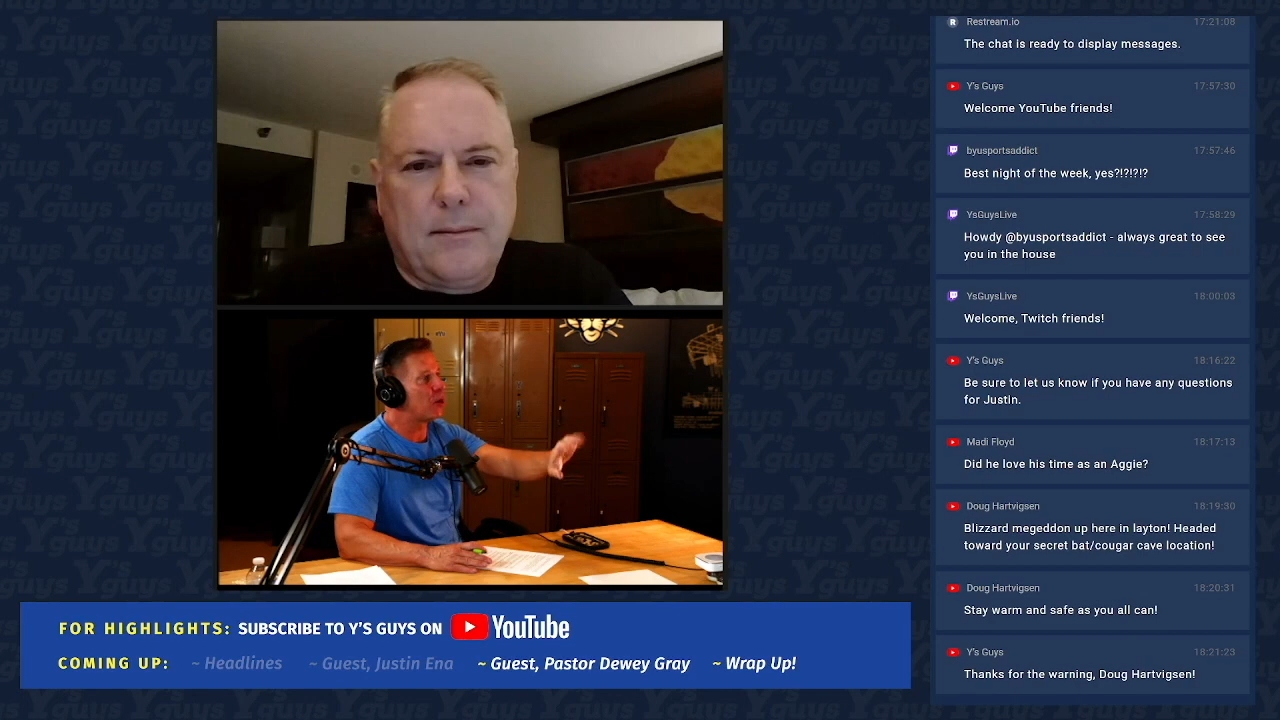 Restream.io 17:21:08
The chat is ready to display messages.
Y's Guys 17:57:30
Welcome YouTube friends!
byusportsaddict 17:57:46
Best night of the week, yes?!?!?!?
YsGuysLive 17:58:29
Howdy @byusportsaddict - always great to see
you in the house
YsGuysLive 18:00:03
Welcome, Twitch friends!
Y's Guys 18:16:22
Be sure to let us know if you have any questions
for Justin.
Madi Floyd 18:17:13
Did he love his time as an Aggie?
Doug Hartvigsen 18:19:30
Blizzard megeddon up here in layton! Headed
toward your secret bat/cougar cave location!
Doug Hartvigsen 18:20:31
Stay warm and safe as you all can!
Y's Guys 18:21:23
Thanks for the warning, Doug Hartvigsen!
FOR HIGHLIGHTS: SUBSCRIBE TO Y'S GUYS ON YouTube
COMING UP: ~ Headlines ~ Guest, Justin Ena ~ Guest, Pastor Dewey Gray ~ Wrap Up!